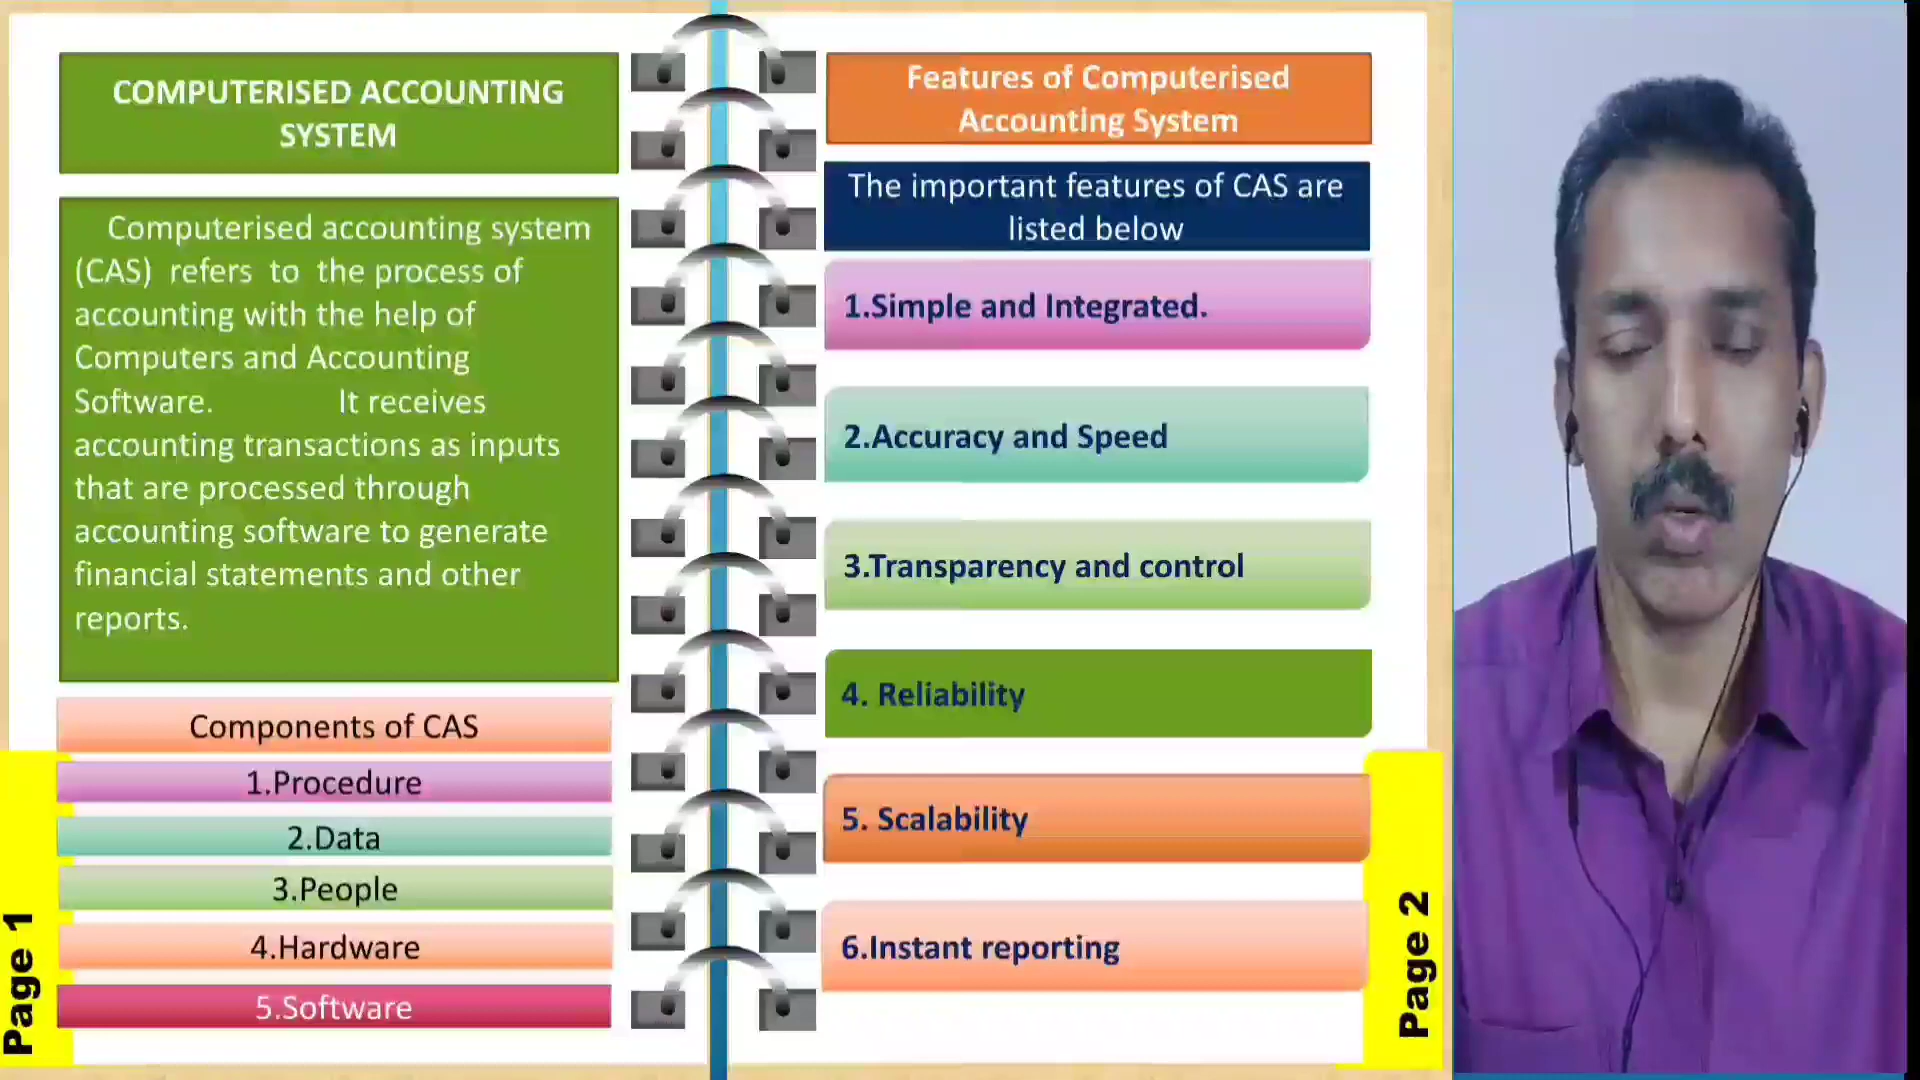 COMPUTERISED ACCOUNTING
SYSTEM
Computerised accounting system
(CAS) refers to the process of
accounting with the help of
Computers and Accounting
Software. It receives
accounting transactions as inputs
that are processed through
accounting software to generate
financial statements and other
reports.
Components of CAS
1.Procedure
2.Data
3.People
4.Hardware
5.Software
Page 1
Features of Computerised
Accounting System
The important features of CAS are
listed below
1.Simple and Integrated.
2.Accuracy and Speed
3.Transparency and control
4. Reliability
5. Scalability
6.Instant reporting
Page 2